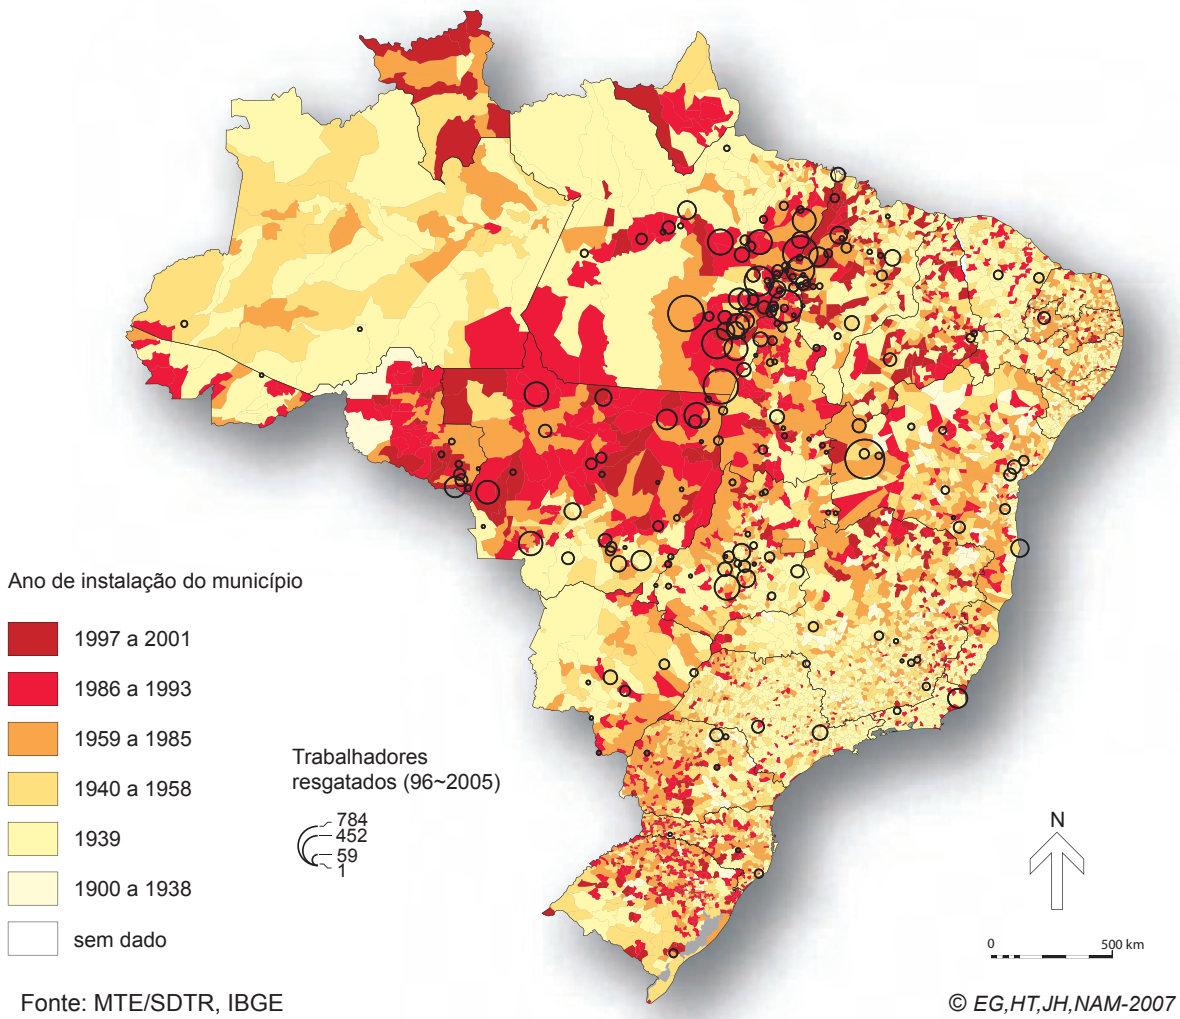 Ano de instalação do município
1997 a 2001
1986 a 1993
1959 a 1985
1940 a 1958
1939
1900 a 1938
sem dado
Trabalhadores
resgatados (96~2005)
784
452
59
1
N
0 500 km
Fonte: MTE/SDTR, IBGE
© EG,HT,JH,NAM-2007